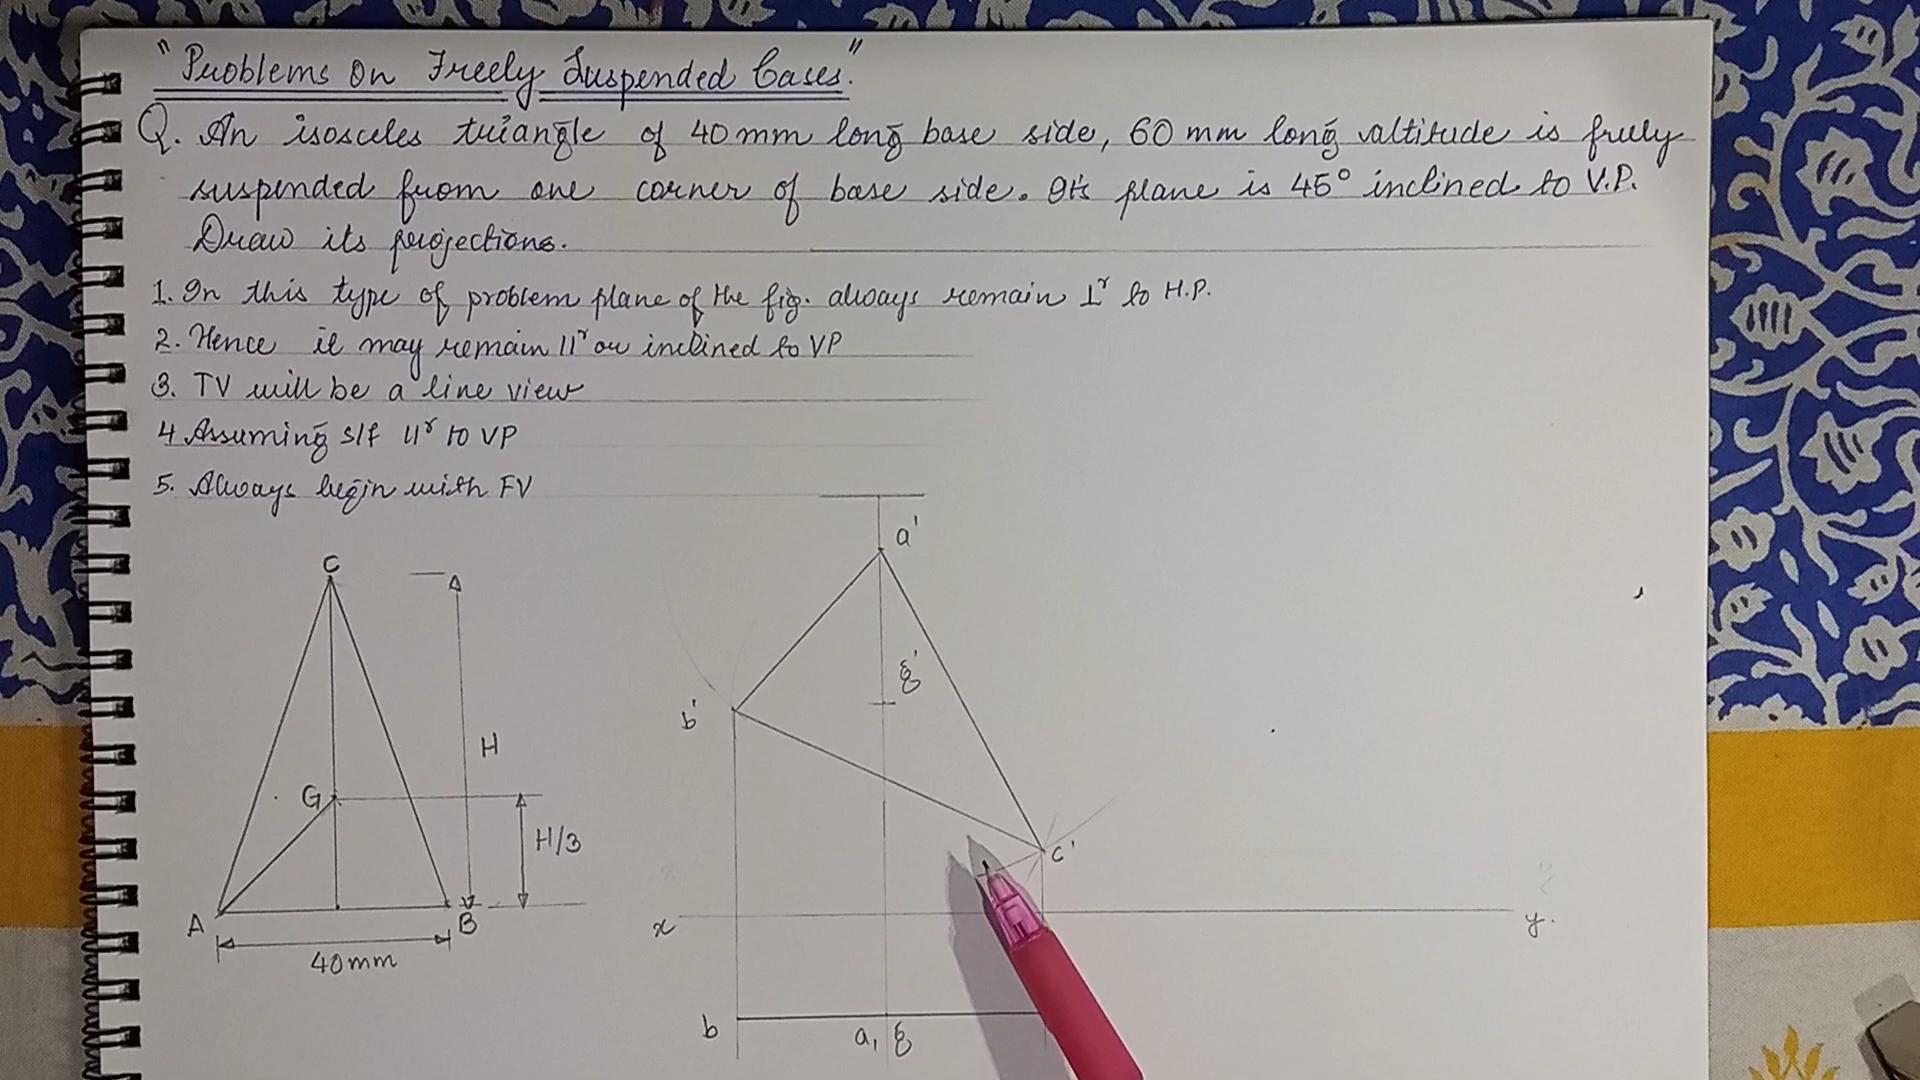 "Problems On Freely Suspended Cases."
Q. An isosceles triangle of 40 mm long base side, 60 mm long altitude is freely
suspended from one corner of base side. It's plane is 45° inclined to V.P.
Draw its projections.
1. In this type of problem plane of the fig. always remain ⊥r to H.P.
2. Hence it may remain 11r or inclined to VP
3. TV will be a line view
4 Assuming s/f 11r to VP
5. Always begin with FV
C
G
H
H/3
A
B
40mm
a'
g'
b'
c'
x
y.
b
a, g